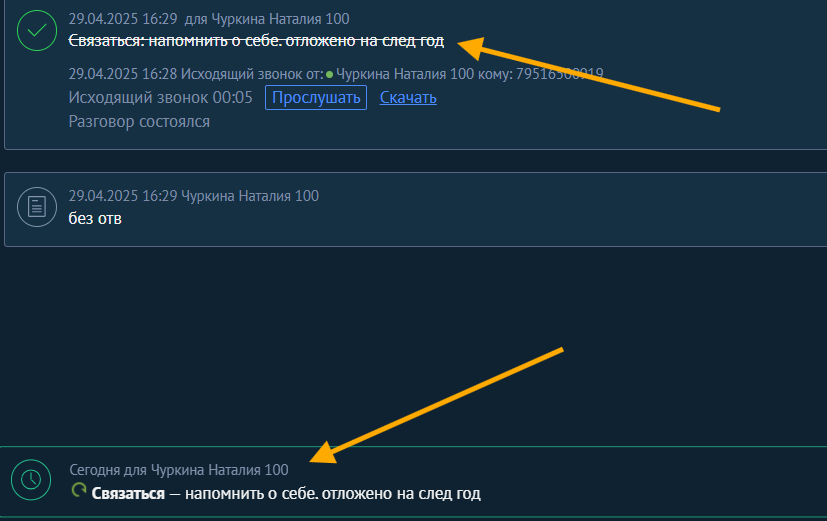 29.04.2025 16:29 для Чуркина Наталия 100
Связаться: напомнить о себе. отложено на след год
29.04.2025 16:28 Исходящий звонок от: Чуркина Наталия 100 кому:
Исходящий звонок 00:05 Прослушать Скачать
Разговор состоялся
29.04.2025 16:29 Чуркина Наталия 100
без отв
Сегодня для Чуркина Наталия 100
Связаться — напомнить о себе. отложено на след год